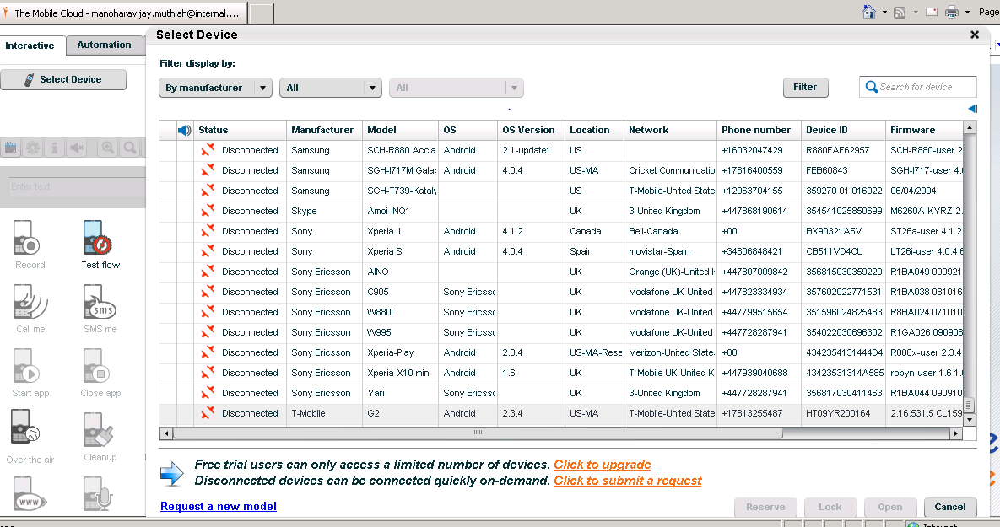 The Mobile Cloud - manoharavijay.muthiah@internal....
Page
Interactive
Automation
Select Device
Enter text
Record
Test flow
Call me
SMS me
sms
Start app
Close app
Over the air
Cleanup
www
Select Device
Filter display by:
By manufacturer All All Filter Search for device
Status Manufacturer Model OS OS Version Location Network Phone number Device ID Firmware
Disconnected Samsung SCH-R880 Accla Android 2.1-update1 US +16032047429 R880FAF62957 SCH-R880-user 2
Disconnected Samsung SGH-I717M Gala Android 4.0.4 US-MA Cricket Communicatio +17816400559 FEB60843 SGH-I717-user 4.0
Disconnected Samsung SGH-T739-Kataly US T-Mobile-United State +12063704155 359270 01 016922 06/04/2004
Disconnected Skype Amoi-INQ1 UK 3-United Kingdom +447868190614 354541025850699 M6260A-KYRZ-2.
Disconnected Sony Xperia J Android 4.1.2 Canada Bell-Canada +00 BX90321A5V ST26a-user 4.1.2
Disconnected Sony Xperia S Android 4.0.4 Spain movistar-Spain +34606848421 CB511VD4CU LT26i-user 4.0.4 6
Disconnected Sony Ericsson AINO UK Orange (UK)-United K +447807009842 356815030359229 R1BA049 090921
Disconnected Sony Ericsson C905 Sony Ericsso UK Vodafone UK-United +447823334934 357602022771531 R1BA038 081016
Disconnected Sony Ericsson W880i Sony Ericsso UK Vodafone UK-United +447799515654 351596024825483 R8BA024 071010
Disconnected Sony Ericsson W995 Sony Ericsso UK Vodafone UK-United +447728287941 354022030696302 R1GA026 090906
Disconnected Sony Ericsson Xperia-Play Android 2.3.4 US-MA-Rese Verizon-United States +00 4342354131444D4 R800x-user 2.3.4
Disconnected Sony Ericsson Xperia-X10 mini Android 1.6 UK T-Mobile UK-United K +447939040688 43423531314A585 robyn-user 1.6 1.0
Disconnected Sony Ericsson Yari Sony Ericsso UK 3-United Kingdom +447728287941 356817030411463 R1BA044 090910
Disconnected T-Mobile G2 Android 2.3.4 US-MA T-Mobile-United State +17813255487 HT09YR200164 2.16.531.5 CL159
Free trial users can only access a limited number of devices. Click to upgrade
Disconnected devices can be connected quickly on-demand. Click to submit a request
Request a new model
Reserve Lock Open Cancel